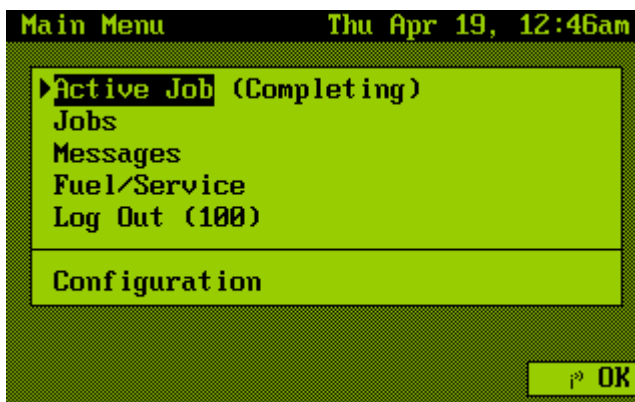 Main Menu Thu Apr 19, 12:46am
Active Job (Completing)
Jobs
Messages
Fuel/Service
Log Out (100)
Configuration
OK